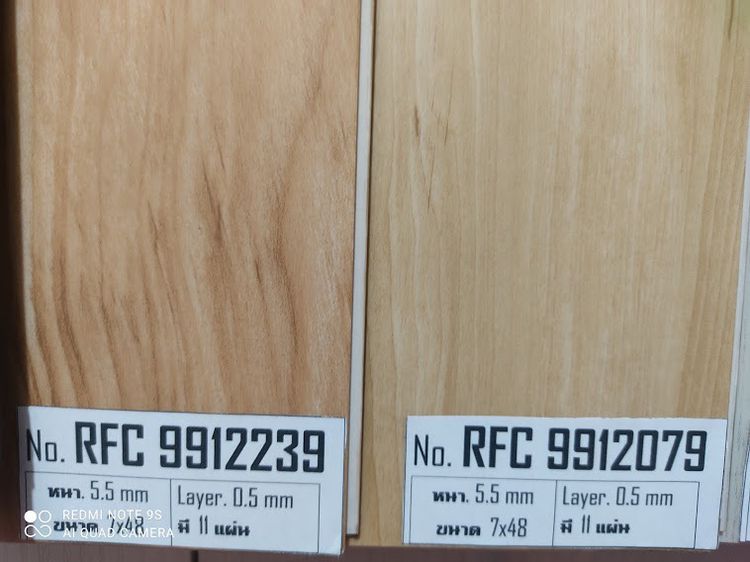 No. RFC 9912239
หนา. 5.5 mm Layer. 0.5 mm
ขนาด 7x48 มี 11 แผ่น
No. RFC 9912079
หนา. 5.5 mm Layer. 0.5 mm
ขนาด 7x48 มี 11 แผ่น
REDMI NOTE 9S
AI QUAD CAMERA